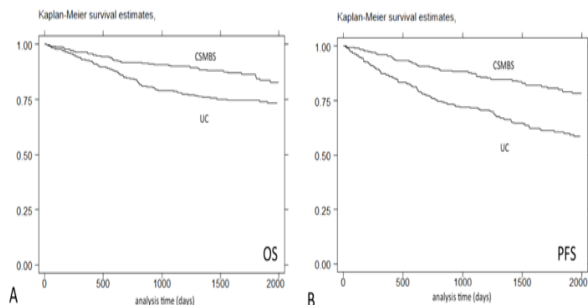 Kaplan-Meier survival estimates,
1.00
0.75
0.50
0.25
0.00
CSMBS
UC
OS
0
500
1000
1500
2000
analysis time (days)
A
Kaplan-Meier survival estimates,
1.00
0.75
0.50
0.25
0.00
CSMBS
UC
PFS
0
500
1000
1500
2000
analysis time (days)
B